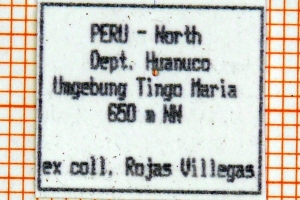 PERU - North
Dept. Huanuco
Umgebung Tingo Maria
650 m NN
ex coll. Rojas Villegas